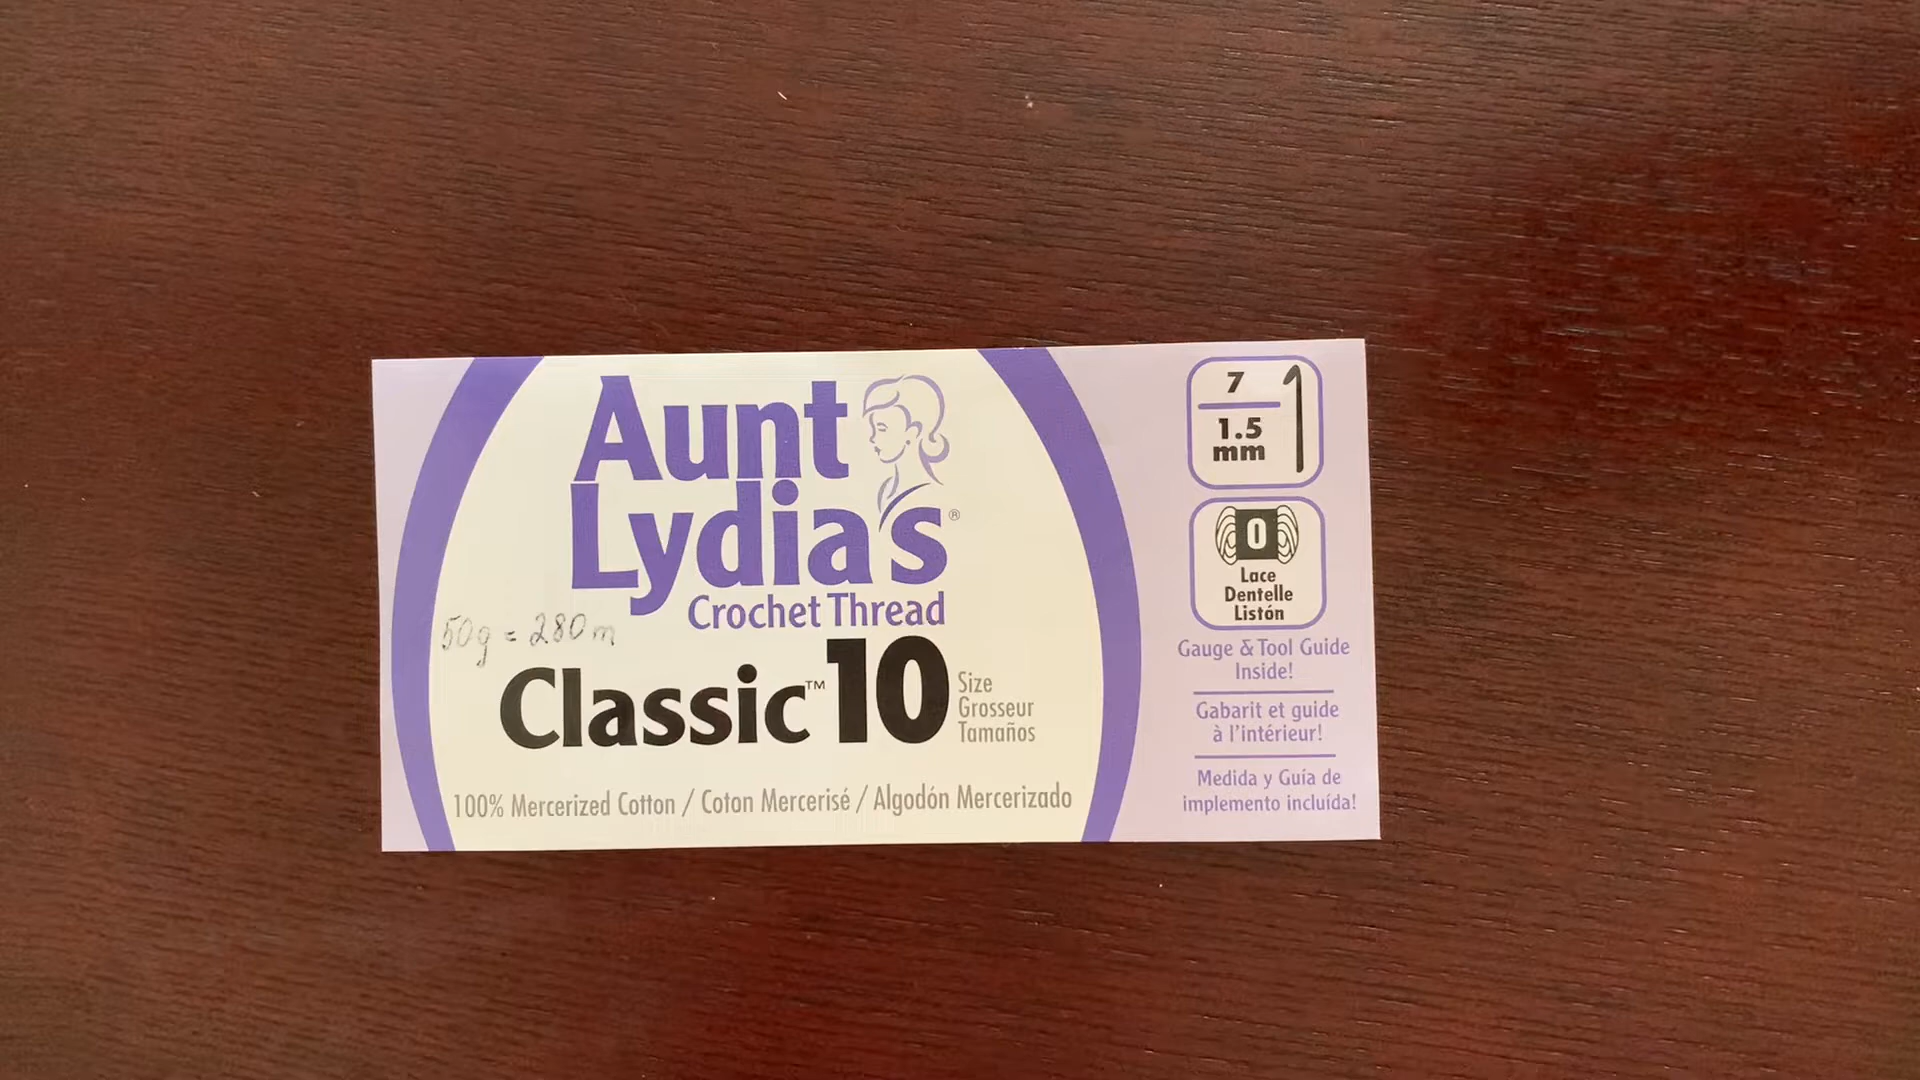 Aunt
Lydia's®
Crochet Thread
50g = 280m
Classic™ 10
Size
Grosseur
Tamaños
100% Mercerized Cotton / Coton Mercerisé / Algodón Mercerizado
7
1.5
mm
0
Lace
Dentelle
Listón
Gauge & Tool Guide
Inside!
Gabarit et guide
à l'intérieur!
Medida y Guía de
implemento incluída!